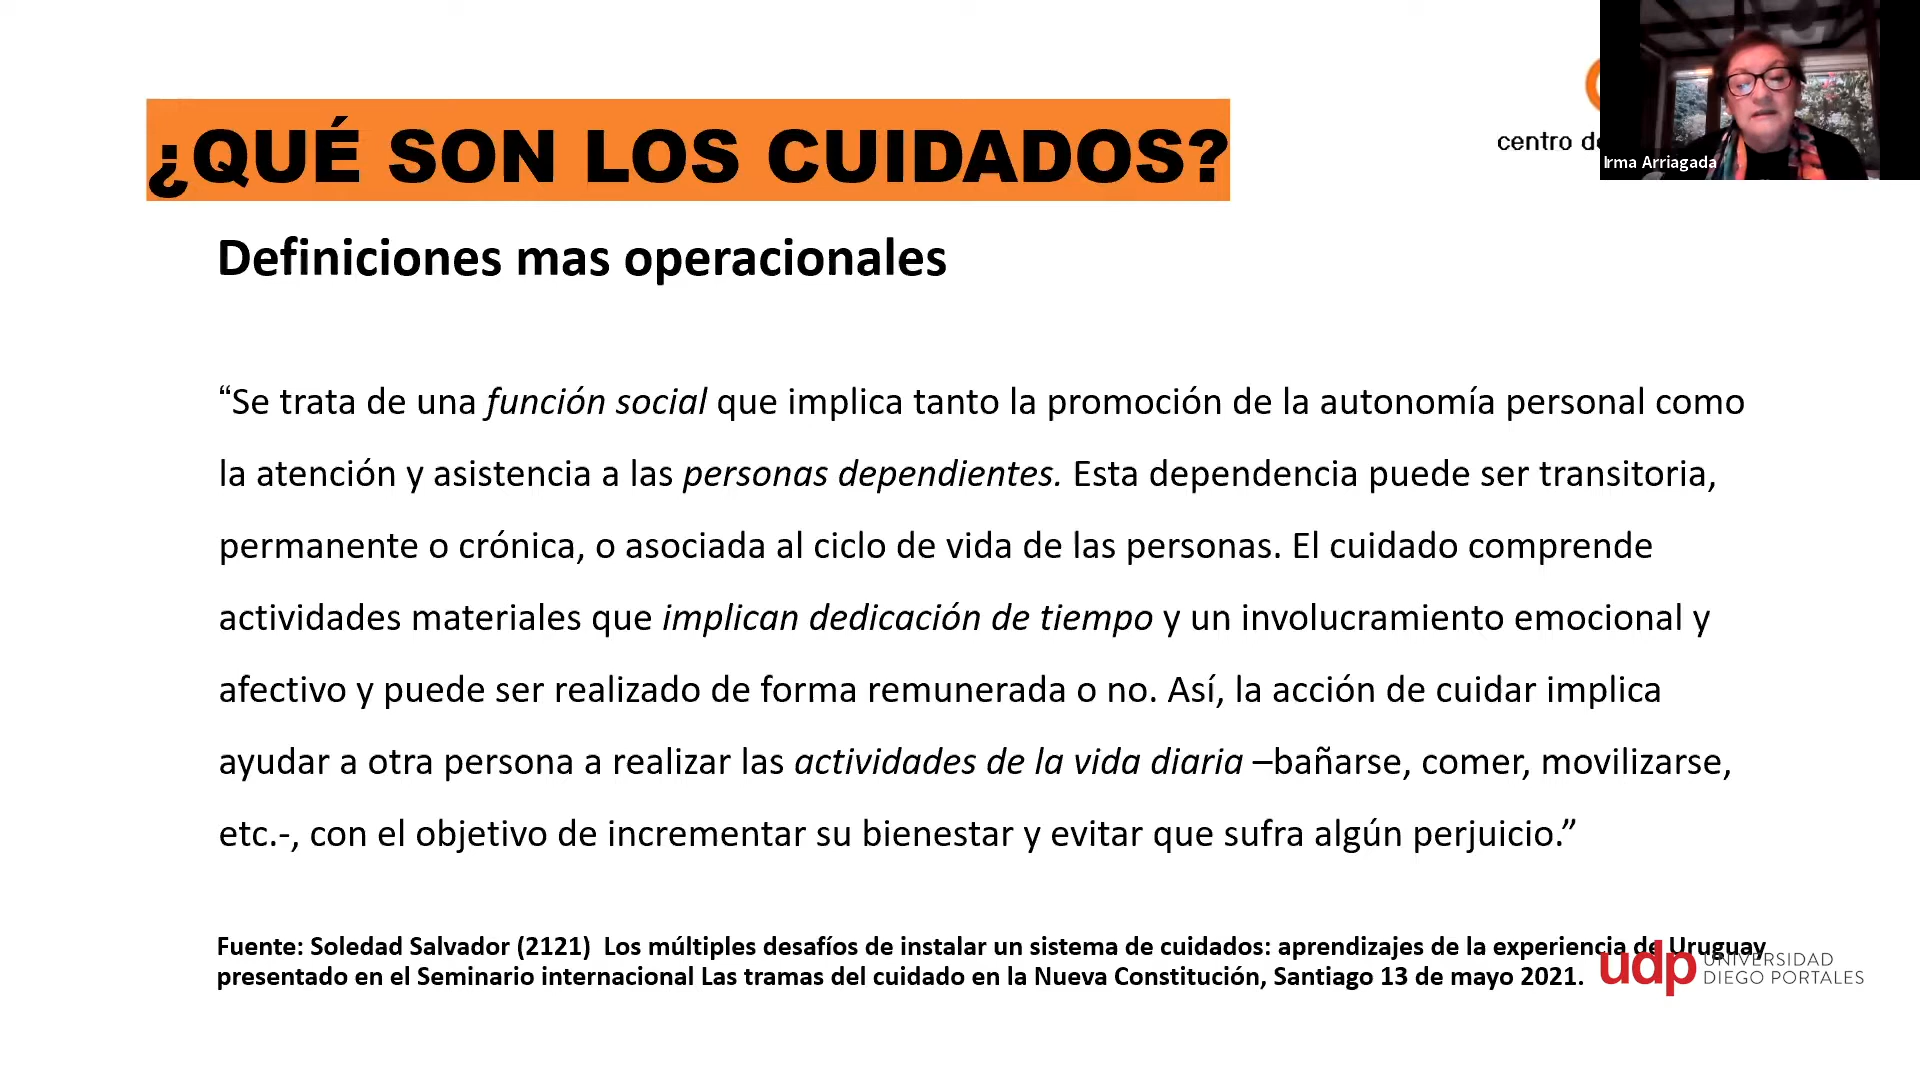 ¿QUÉ SON LOS CUIDADOS?
centro de
Irma Arriagada
Definiciones mas operacionales
“Se trata de una función social que implica tanto la promoción de la autonomía personal como
la atención y asistencia a las personas dependientes. Esta dependencia puede ser transitoria,
permanente o crónica, o asociada al ciclo de vida de las personas. El cuidado comprende
actividades materiales que implican dedicación de tiempo y un involucramiento emocional y
afectivo y puede ser realizado de forma remunerada o no. Así, la acción de cuidar implica
ayudar a otra persona a realizar las actividades de la vida diaria –bañarse, comer, movilizarse,
etc.-, con el objetivo de incrementar su bienestar y evitar que sufra algún perjuicio.”
Fuente: Soledad Salvador (2121) Los múltiples desafíos de instalar un sistema de cuidados: aprendizajes de la experiencia de Uruguay
presentado en el Seminario internacional Las tramas del cuidado en la Nueva Constitución, Santiago 13 de mayo 2021.
udp UNIVERSIDAD
DIEGO PORTALES